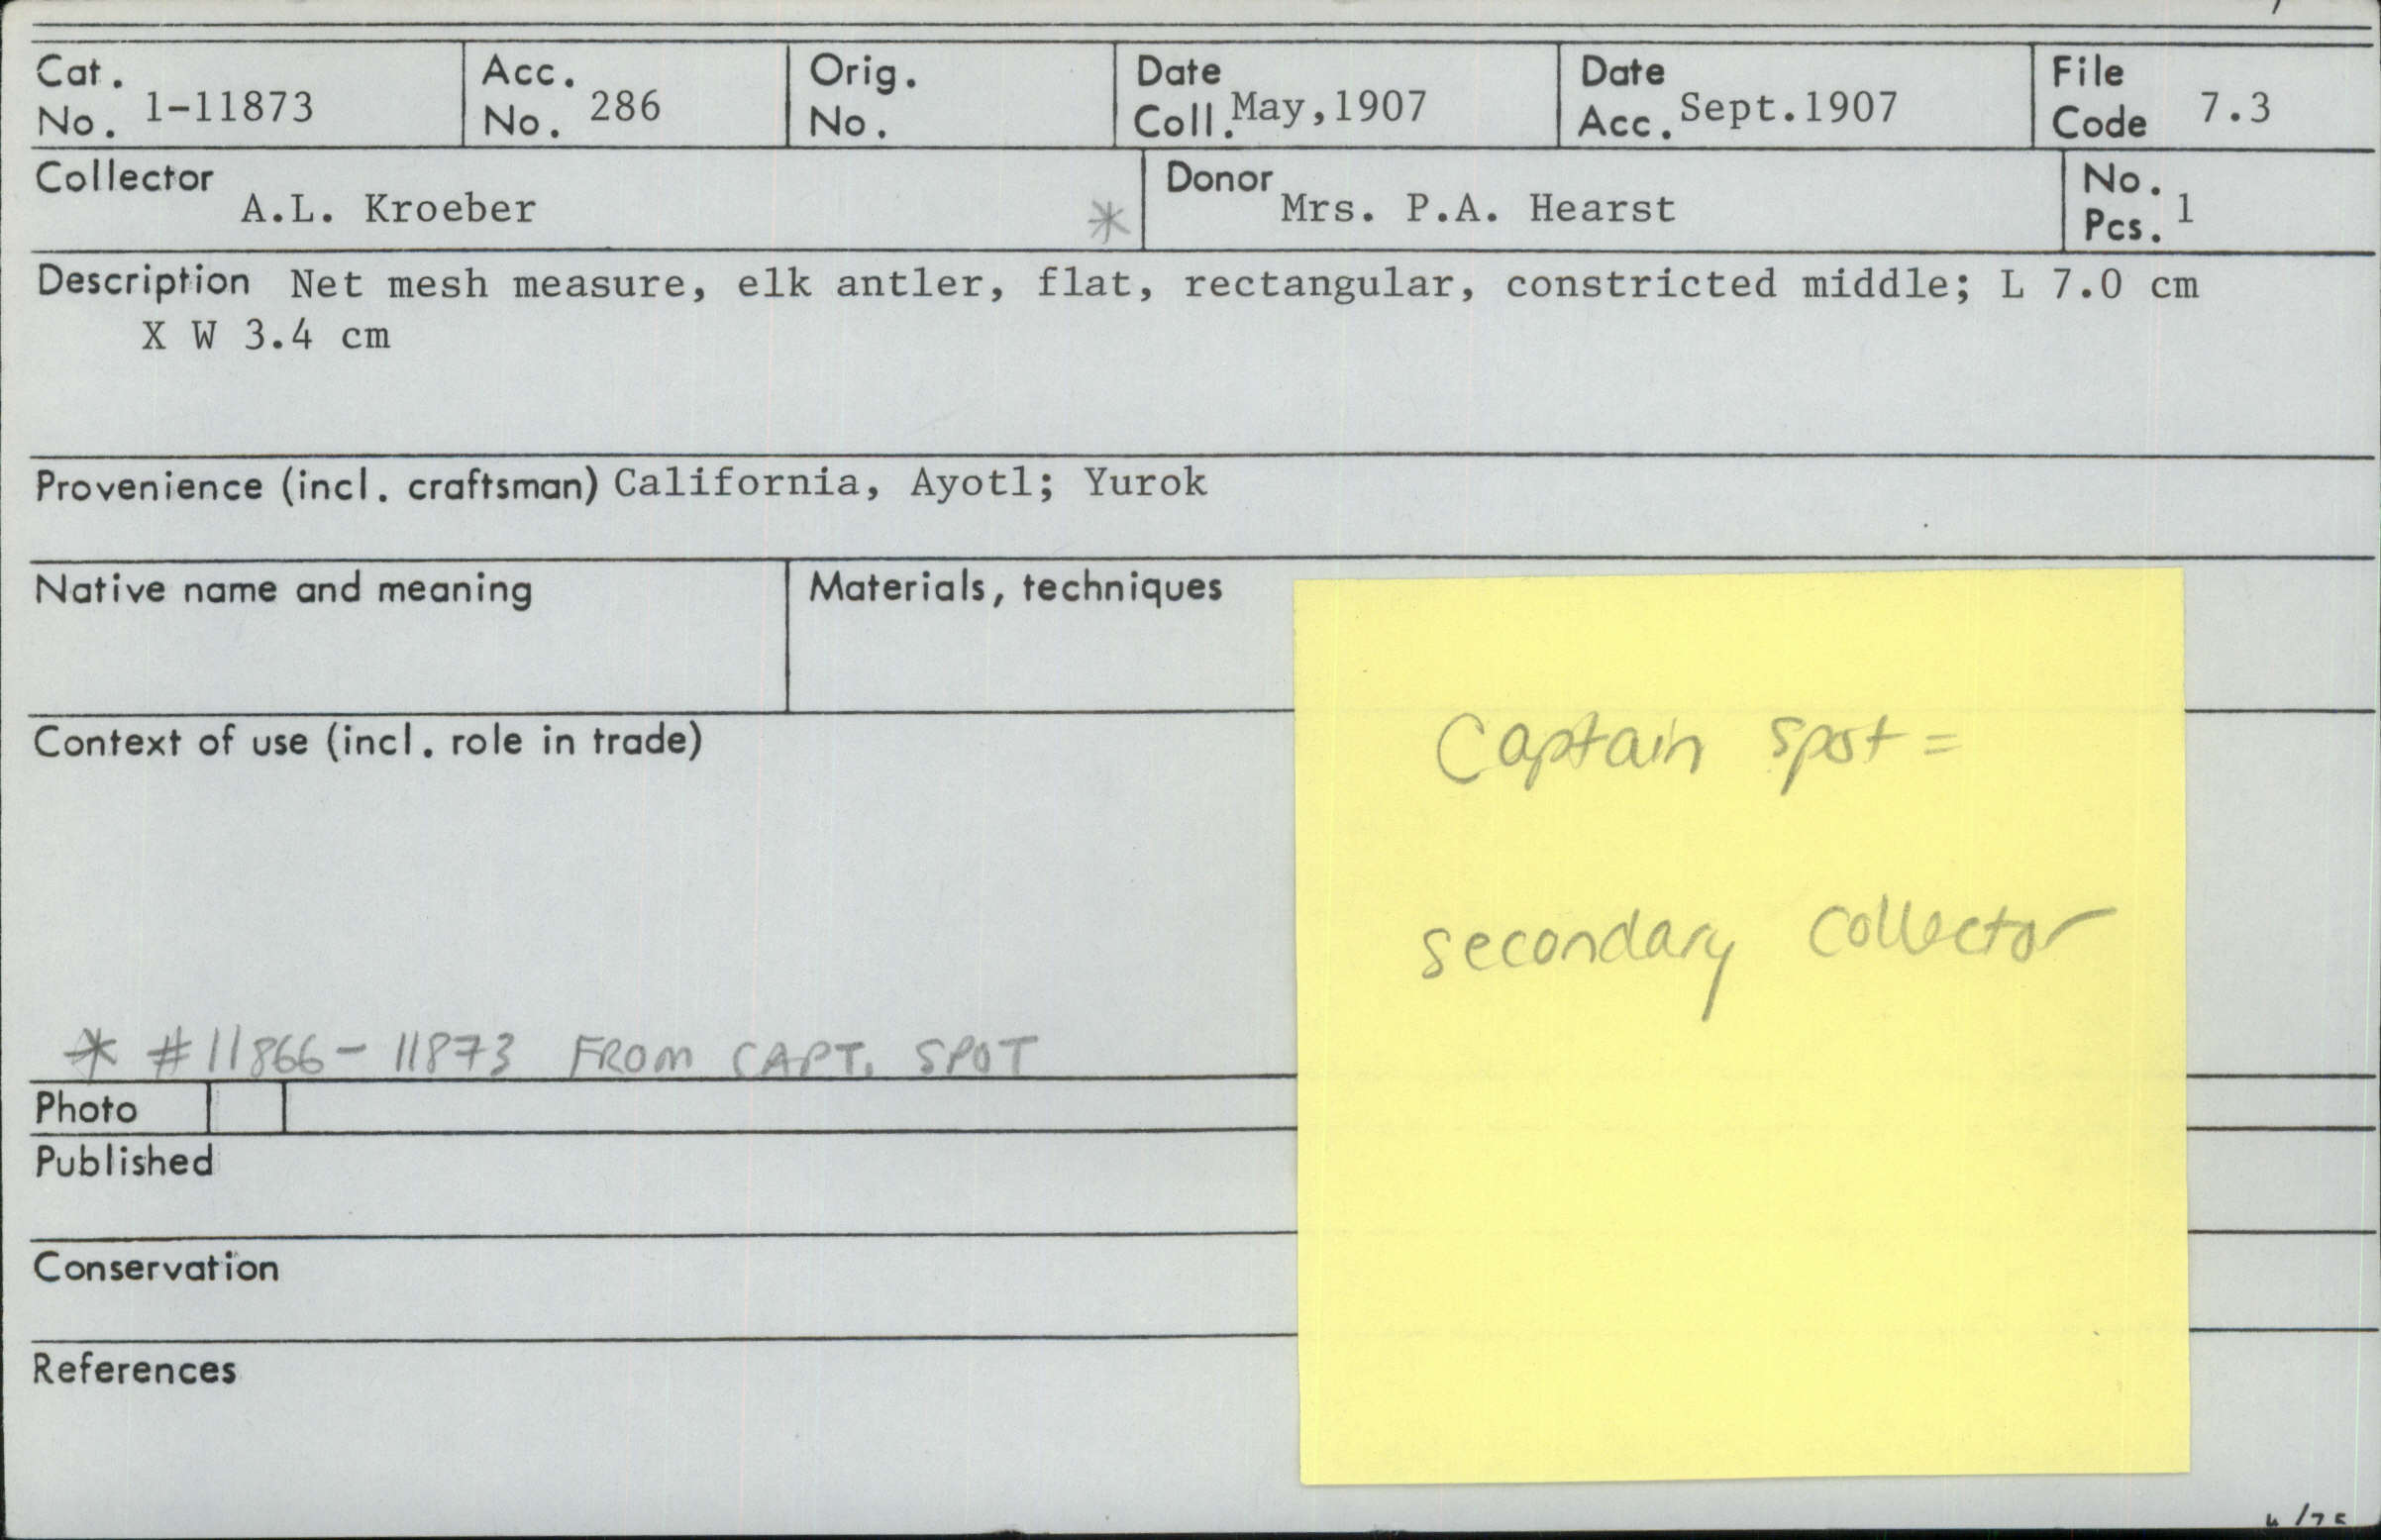 Cat. No. 1-11873 Acc. No. 286 Orig. No. Date Coll. May,1907 Date Acc. Sept.1907 File Code 7.3
Collector A.L. Kroeber * Donor Mrs. P.A. Hearst No. Pcs. 1
Description Net mesh measure, elk antler, flat, rectangular, constricted middle; L 7.0 cm
X W 3.4 cm
Provenience (incl. craftsman) California, Ayotl; Yurok
Native name and meaning Materials, techniques
Context of use (incl. role in trade)
Captain spot =
secondary collector
* #11866-11873 FROM CAPT. SPOT
Photo
Published
Conservation
References